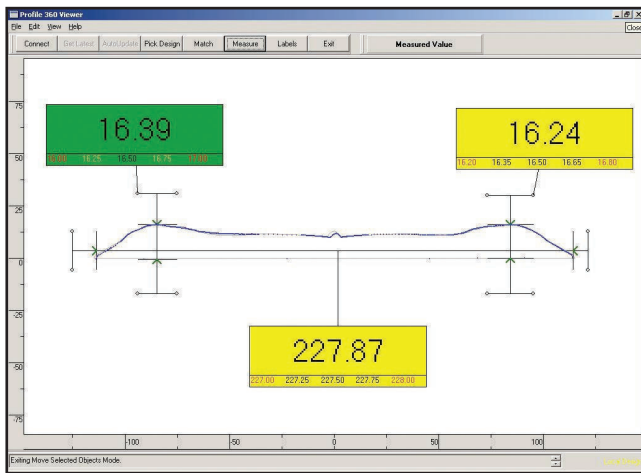 Profile 360 Viewer
File Edit View Help
Close
Connect Get Latest AutoUpdate Pick Design Match Measure Labels Exit Measured Value
75
50
25
0
-25
-50
-75
16.39
16.25 16.50 16.75
16.24
16.20 16.35 16.50 16.65 16.80
227.87
227.00 227.25 227.50 227.75 228.00
-100 -50 0 50 100
Exiting Move Selected Objects Mode.